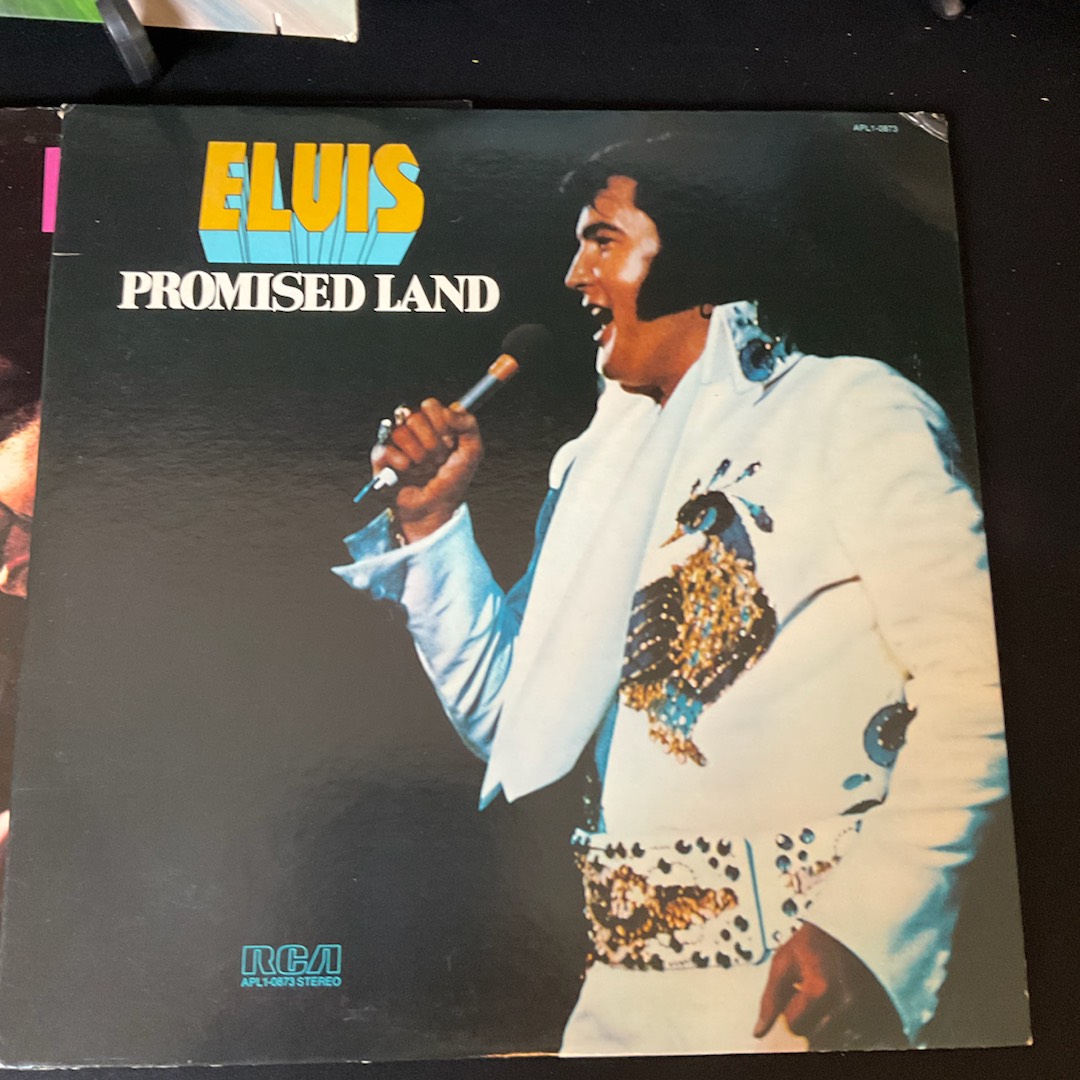 APL1-0873
ELVIS
PROMISED LAND
RCA
APL1-0873 STEREO